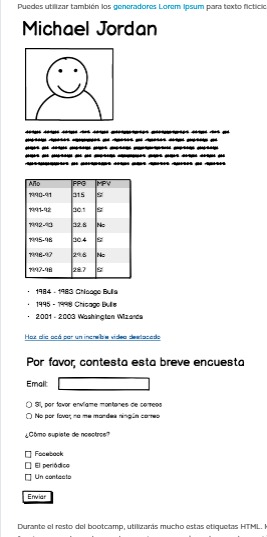 Puedes utilizar también los generadores Lorem Ipsum para texto ficticio
Michael Jordan
Año PPG MPV
1990-91 31.5 Sí
1991-92 30.1 Sí
1992-93 32.6 No
1995-96 30.4 Sí
1996-97 29.6 No
1997-98 28.7 Sí
1984 - 1983 Chicago Bulls
1995 - 1998 Chicago Bulls
2001 - 2003 Washington Wizards
Haz clic acá por un increíble video destacado
Por favor, contesta esta breve encuesta
Email:
Sí, por favor envíame montones de correos
No por favor, no me mandes ningún correo
¿Cómo supiste de nosotros?
Facebook
El periódico
Un contacto
Enviar
Durante el resto del bootcamp, utilizarás mucho estas etiquetas HTML.